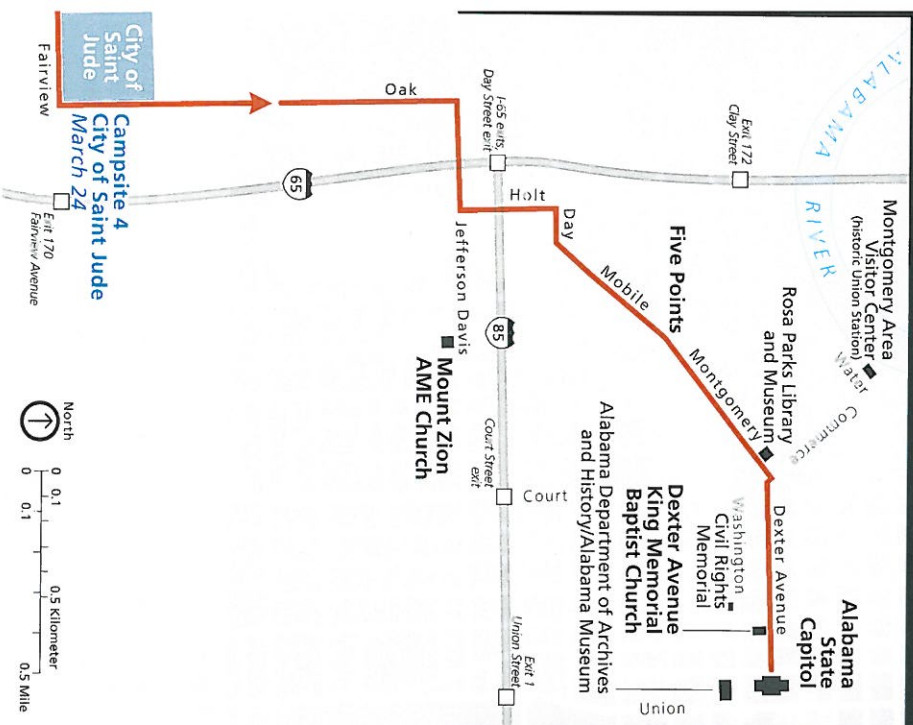 ALABAMA
RIVER
Montgomery Area
Visitor Center
(historic Union Station)
Water
Commerce
Exit 172
Clay Street
Rosa Parks Library
and Museum
Dexter Avenue
Alabama
State
Capitol
Washington
Civil Rights
Memorial
Montgomery
Five Points
Mobile
Dexter Avenue
King Memorial
Baptist Church
Alabama Department of Archives
and History/Alabama Museum
Union
Day
Holt
I-65 exits,
Day Street exit
85
Court
Court Street
exit
Exit 1
Union Street
Oak
Jefferson Davis
Mount Zion
AME Church
65
City of
Saint
Jude
Fairview
Campsite 4
City of Saint Jude
March 24
Exit 170
Fairview Avenue
North
0 0.1 0.5 Kilometer
0 0.1 0.5 Mile